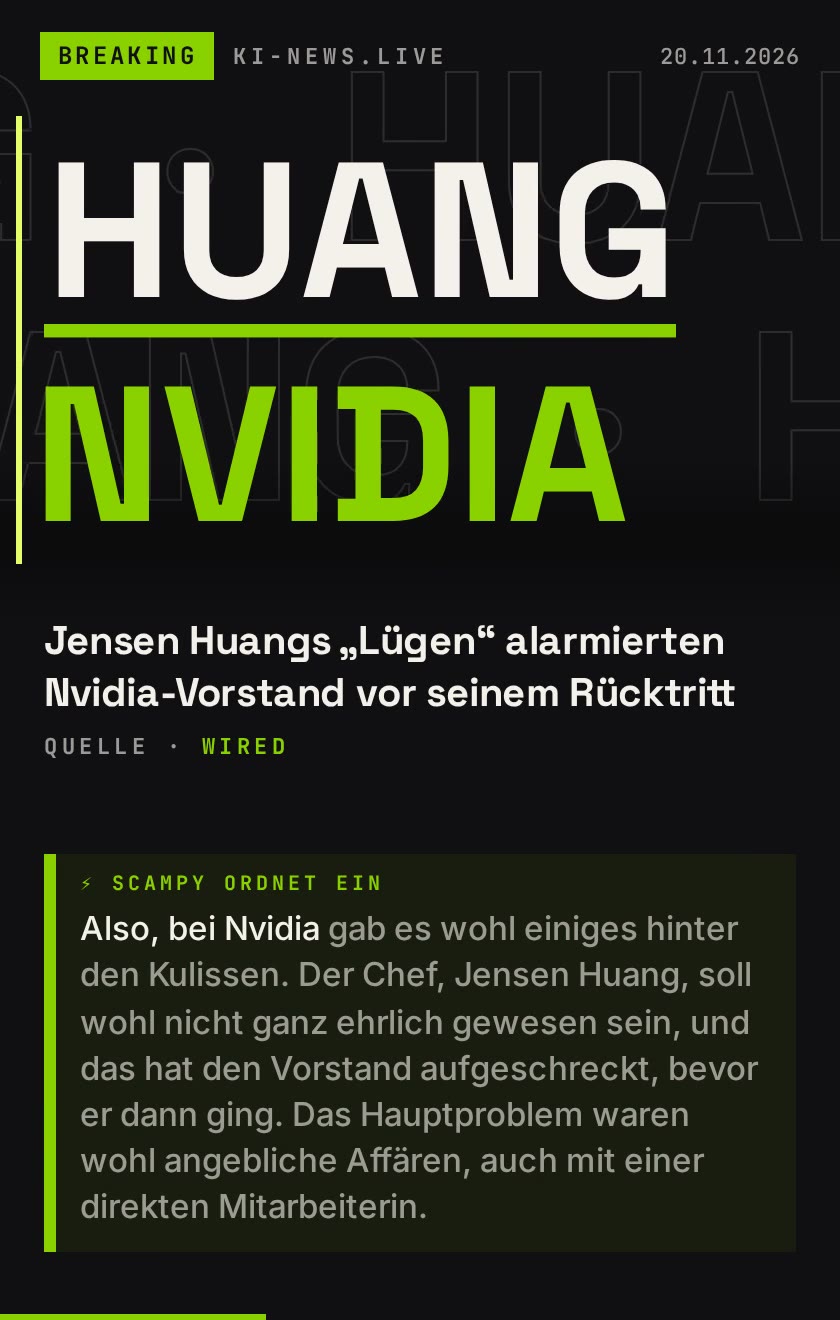 BREAKING KI-NEWS.LIVE 20.11.2026
HUANG
NVIDIA
Jensen Huangs „Lügen“ alarmierten
Nvidia-Vorstand vor seinem Rücktritt
QUELLE · WIRED
⚡ SCAMPY ORDNET EIN
Also, bei Nvidia gab es wohl einiges hinter
den Kulissen. Der Chef, Jensen Huang, soll
wohl nicht ganz ehrlich gewesen sein, und
das hat den Vorstand aufgeschreckt, bevor
er dann ging. Das Hauptproblem waren
wohl angebliche Affären, auch mit einer
direkten Mitarbeiterin.